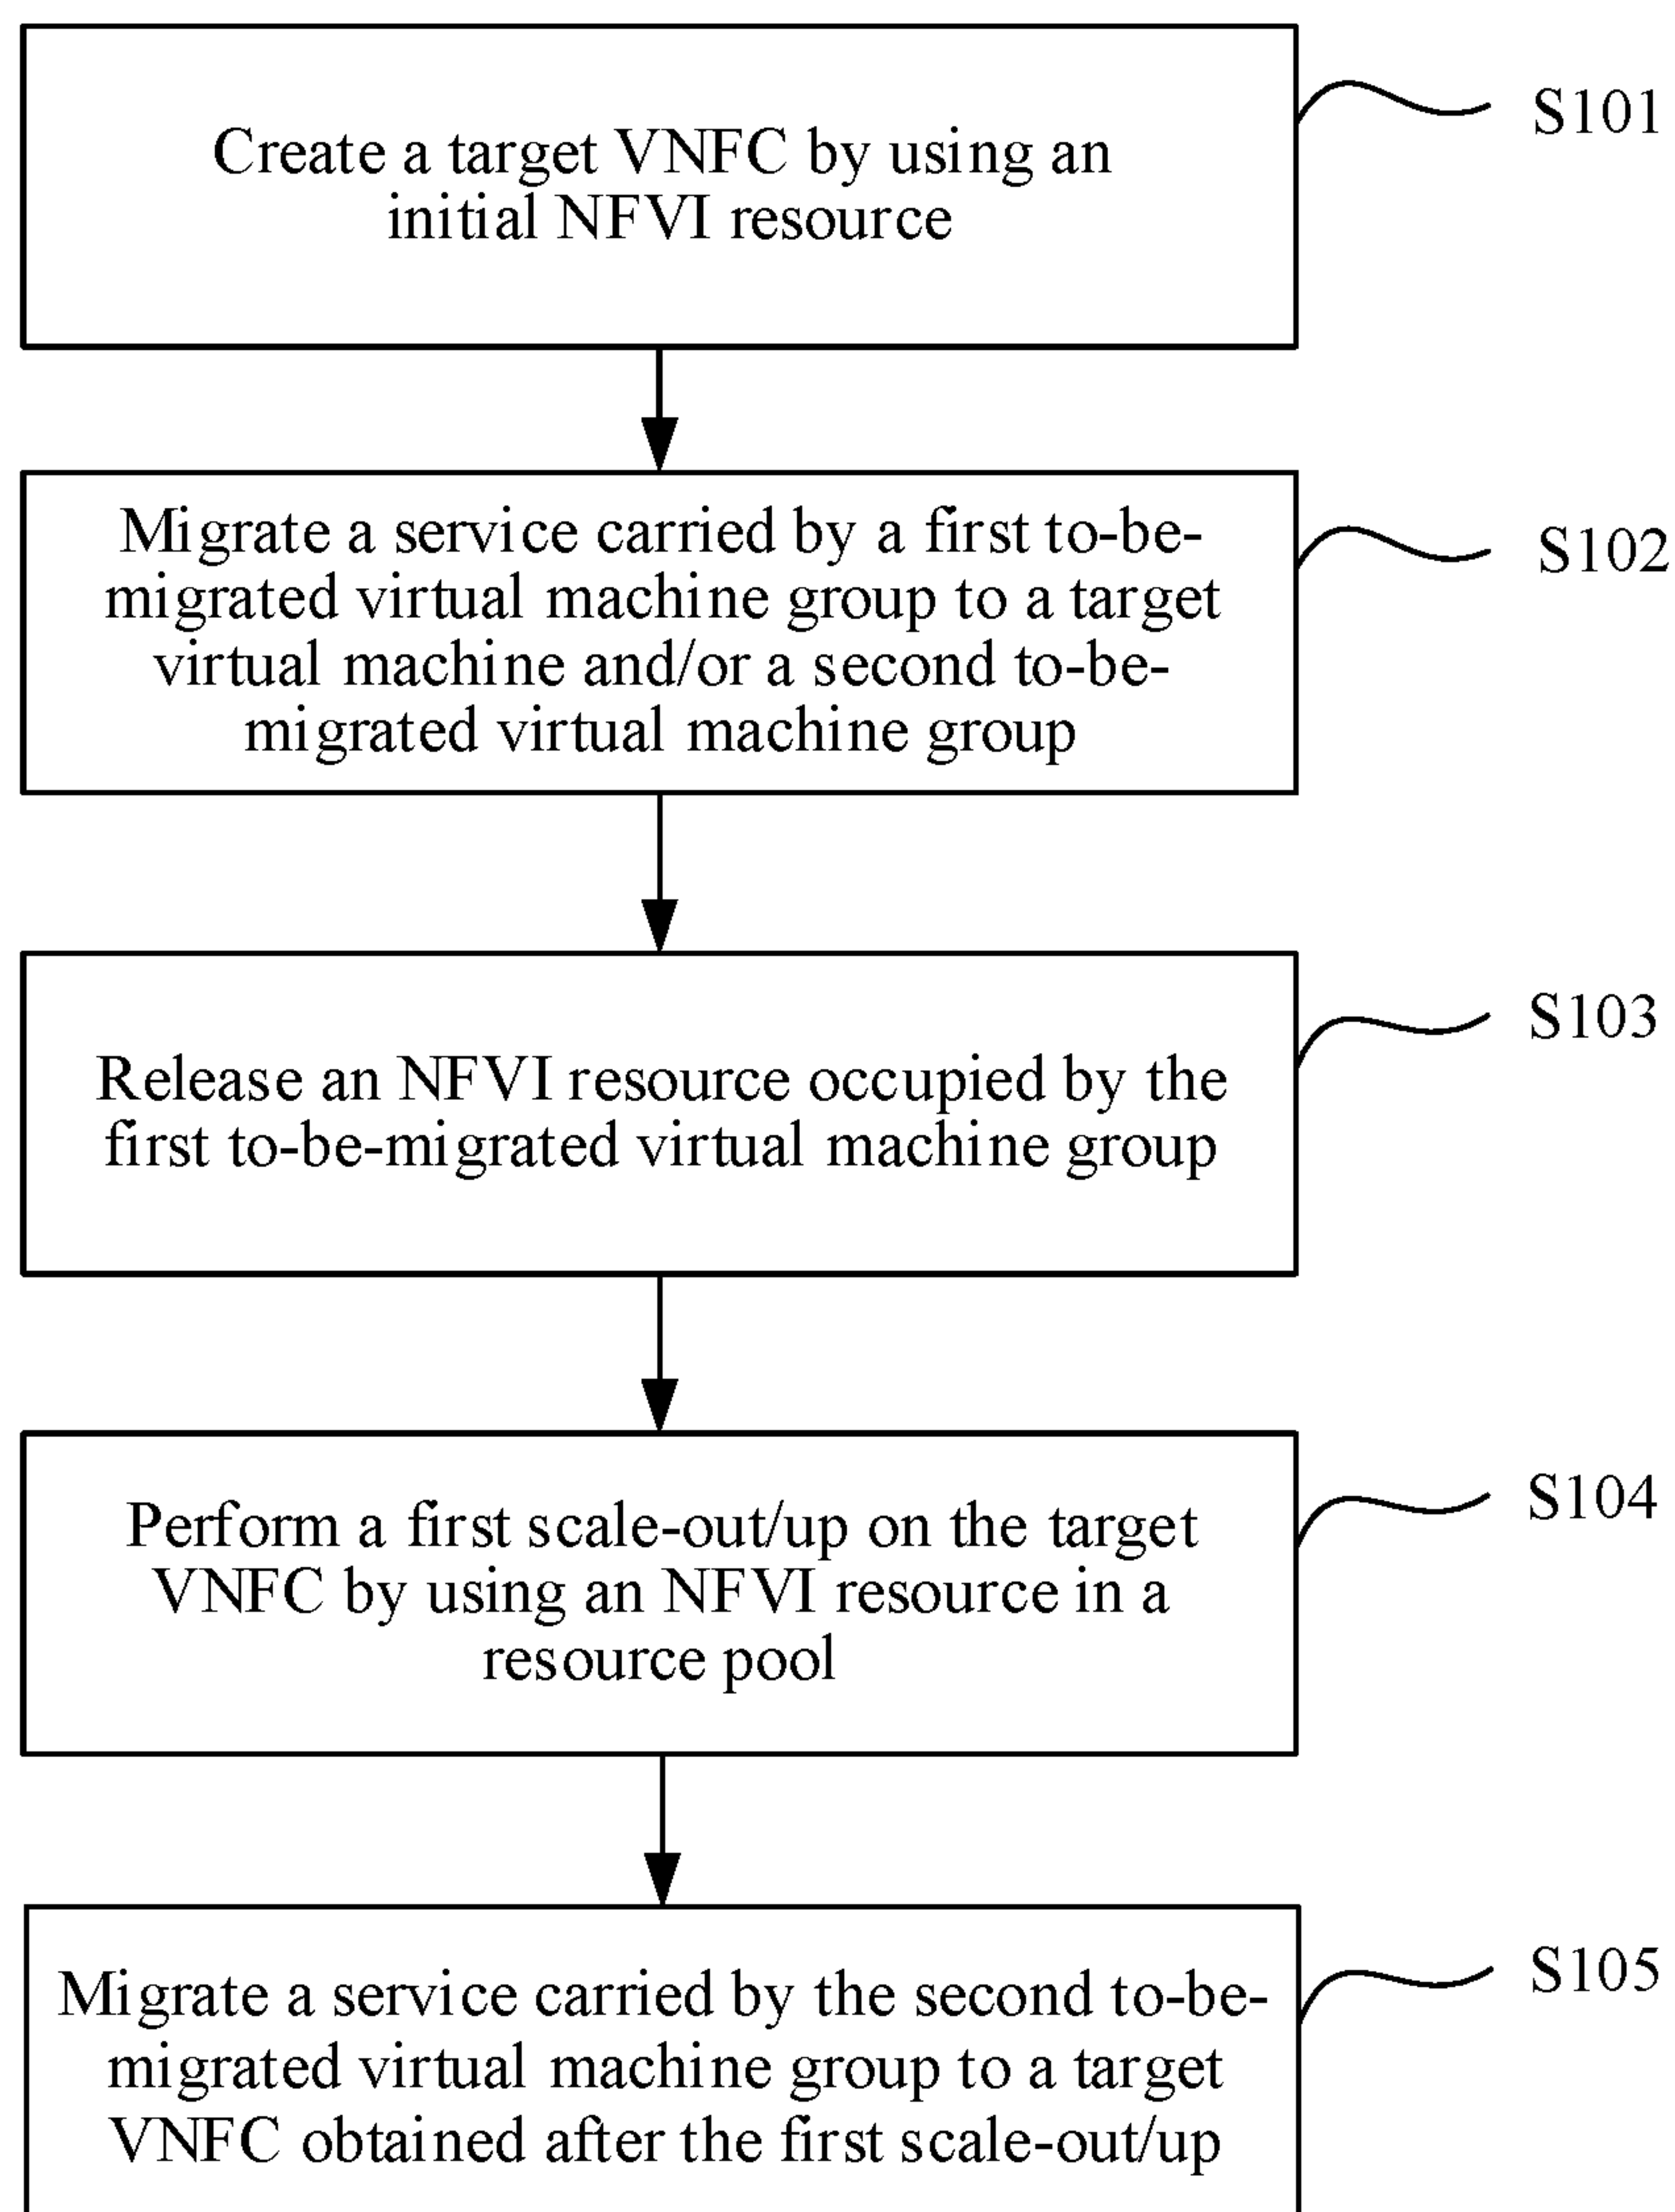 Create a target VNFC by using an
initial NFVI resource
S101
Migrate a service carried by a first to-be-
migrated virtual machine group to a target
virtual machine and/or a second to-be-
migrated virtual machine group
S102
Release an NFVI resource occupied by the
first to-be-migrated virtual machine group
S103
Perform a first scale-out/up on the target
VNFC by using an NFVI resource in a
resource pool
S104
Migrate a service carried by the second to-be-
migrated virtual machine group to a target
VNFC obtained after the first scale-out/up
S105